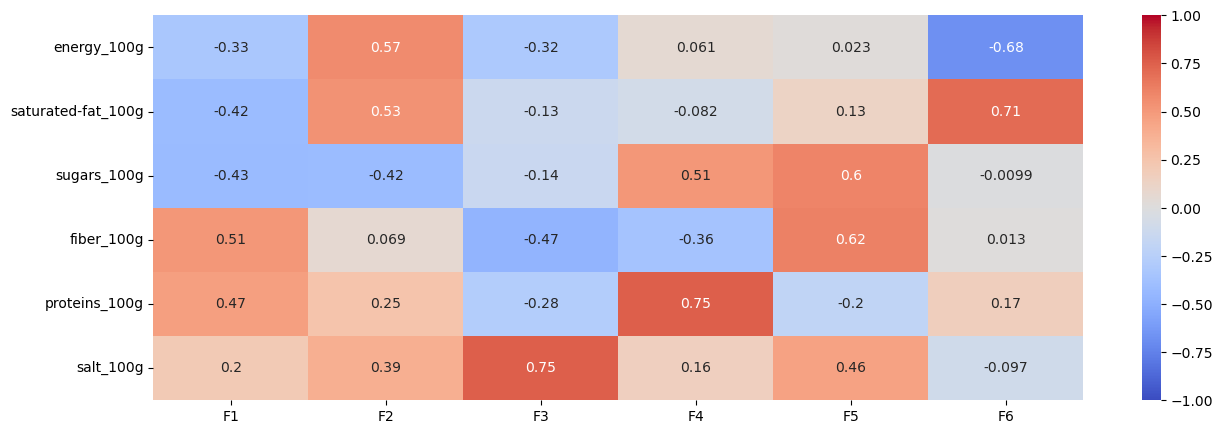 energy_100g -0.33 0.57 -0.32 0.061 0.023 -0.68
saturated-fat_100g -0.42 0.53 -0.13 -0.082 0.13 0.71
sugars_100g -0.43 -0.42 -0.14 0.51 0.6 -0.0099
fiber_100g 0.51 0.069 -0.47 -0.36 0.62 0.013
proteins_100g 0.47 0.25 -0.28 0.75 -0.2 0.17
salt_100g 0.2 0.39 0.75 0.16 0.46 -0.097
F1 F2 F3 F4 F5 F6
1.00
0.75
0.50
0.25
0.00
−0.25
−0.50
−0.75
−1.00